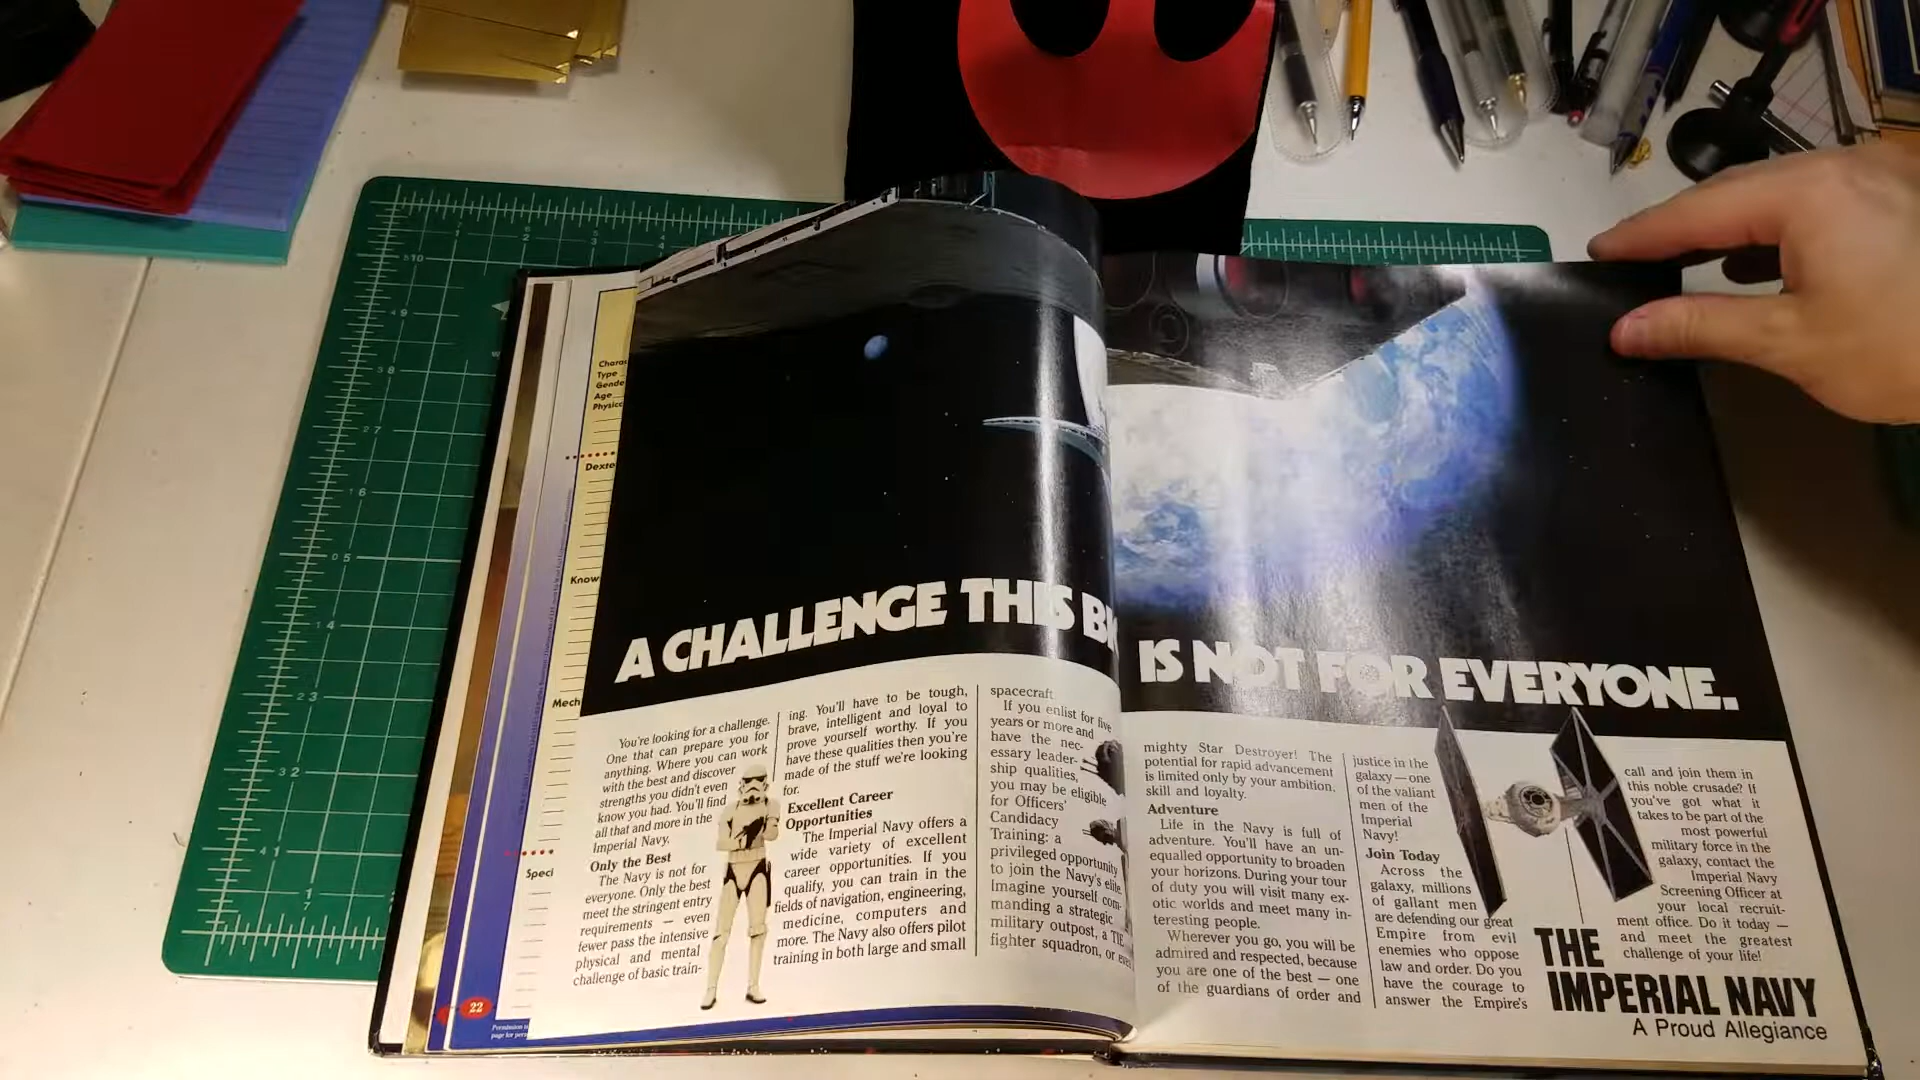 A CHALLENGE THIS
IS NOT FOR EVERYONE.
You're looking for a challenge.
One that can prepare you for
anything. Where you can work
with the best and discover
strengths you didn't even
know you had. You'll find
all that and more in the
Imperial Navy.
Only the Best
The Navy is not for
everyone. Only the best
meet the stringent entry
requirements — even
fewer pass the intensive
physical and mental
challenge of basic train-
ing. You'll have to be tough,
brave, intelligent and loyal to
prove yourself worthy. If you
have these qualities then you're
made of the stuff we're looking
for.
Excellent Career
Opportunities
The Imperial Navy offers a
wide variety of excellent
career opportunities. If you
qualify, you can train in the
fields of navigation, engineering,
medicine, computers and
more. The Navy also offers pilot
training in both large and small
spacecraft.
If you enlist for five
years or more and
have the nec-
essary leader-
ship qualities,
you may be eligible
for Officers'
Candidacy
Training: a
privileged opportunity
to join the Navy's elite.
Imagine yourself com-
manding a strategic
military outpost, a TIE
fighter squadron, or
mighty Star Destroyer! The
potential for rapid advancement
is limited only by your ambition.
skill and loyalty.
Adventure
Life in the Navy is full of
adventure. You'll have an un-
equalled opportunity to broaden
your horizons. During your tour
of duty you will visit many ex-
otic worlds and meet many in-
teresting people.
Wherever you go, you will be
admired and respected, because
you are one of the best — one
of the guardians of order and
justice in the
galaxy — one
of the valiant
men of the
Imperial
Navy!
Join Today
Across the
galaxy, millions
of gallant men
are defending our great
Empire from evil
enemies who oppose
law and order. Do you
have the courage to
answer the Empire's
call and join them in
this noble crusade? If
you've got what it
takes to be part of the
most powerful
military force in the
galaxy, contact the
Imperial Navy
Screening Officer at
your local recruit-
ment office. Do it today —
and meet the greatest
challenge of your life!
THE
IMPERIAL NAVY
A Proud Allegiance
Type
Age
22